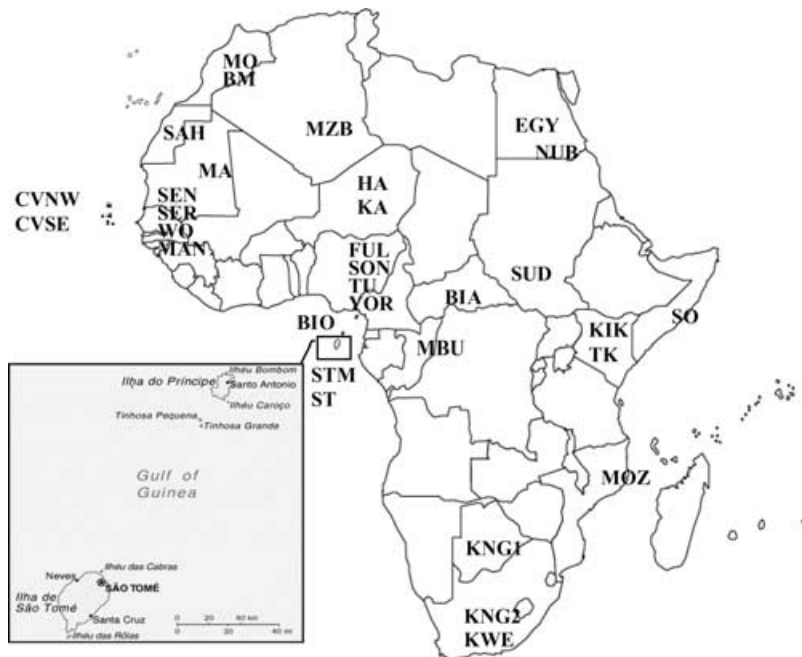 MO
BM
SAH
MZB
EGY
NUB
MA
CVNW
CVSE
SEN
SER
WO
MAN
HA
KA
FUL
SON
TU
YOR
SUD
BIA
SO
BIO
MBU
KIK
TK
STM
ST
MOZ
KNG1
KNG2
KWE
Ilhéu Bombom
Ilha do Príncipe
Santo Antonio
Ilhéu Caroço
Tinhosa Pequena
Tinhosa Grande
Gulf of
Guinea
Ilhéu das Cabras
Neves
SÃO TOMÉ
Ilha de
São Tomé
Santa Cruz
Ilhéu das Rôlas
0 20 40 km
0 20 40 mi